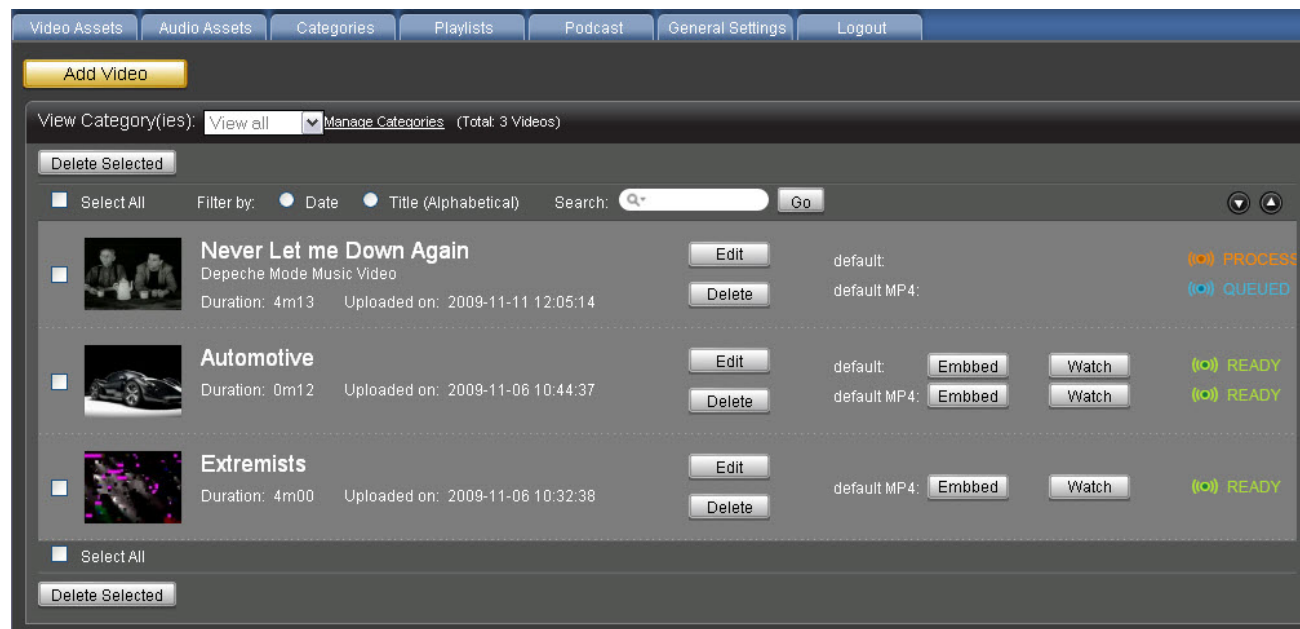 Video Assets Audio Assets Categories Playlists Podcast General Settings Logout
Add Video
View Category(ies): View all Manage Categories (Total: 3 Videos)
Delete Selected
Select All Filter by: Date Title (Alphabetical) Search: Go
Never Let me Down Again
Depeche Mode Music Video
Duration: 4m13 Uploaded on: 2009-11-11 12:05:14
Edit
Delete
default:
default MP4:
PROCESS
QUEUED
Automotive
Duration: 0m12 Uploaded on: 2009-11-06 10:44:37
Edit
Delete
default: Embbed Watch READY
default MP4: Embbed Watch READY
Extremists
Duration: 4m00 Uploaded on: 2009-11-06 10:32:38
Edit
Delete
default MP4: Embbed Watch READY
Select All
Delete Selected